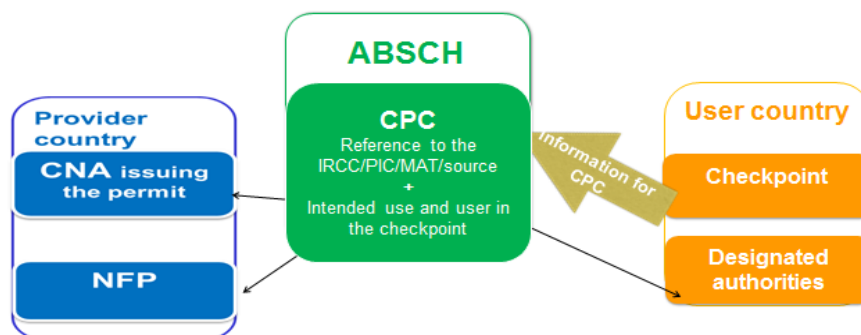 ABSCH
CPC
Reference to the
IRCC/PIC/MAT/source
+
Intended use and user in
the checkpoint
Provider
country
CNA issuing
the permit
NFP
Information for
CPC
User country
Checkpoint
Designated
authorities